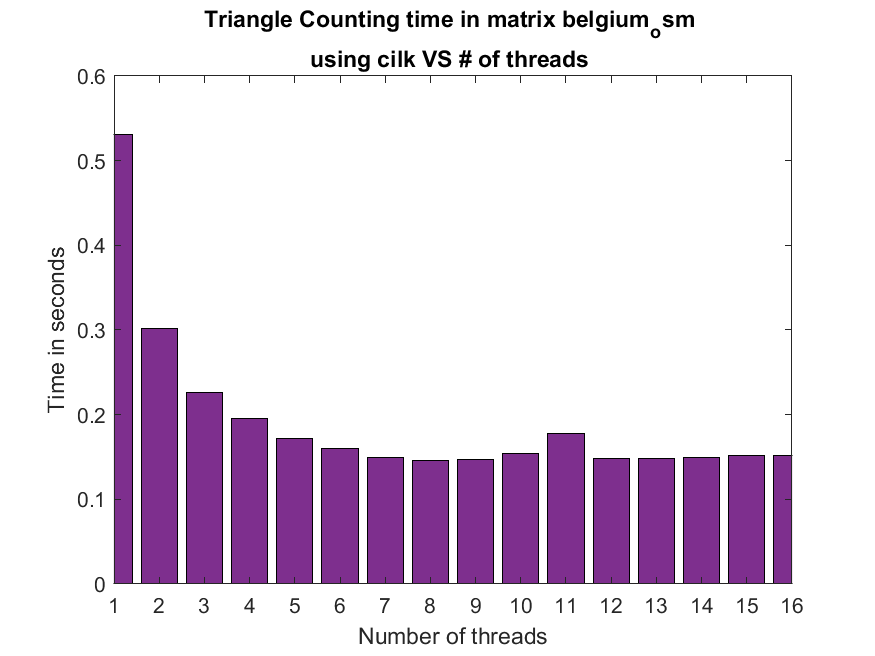 Triangle Counting time in matrix belgium_osm
using cilk VS # of threads
0.6
0.5
0.4
0.3
0.2
0.1
0
Time in seconds
1 2 3 4 5 6 7 8 9 10 11 12 13 14 15 16
Number of threads